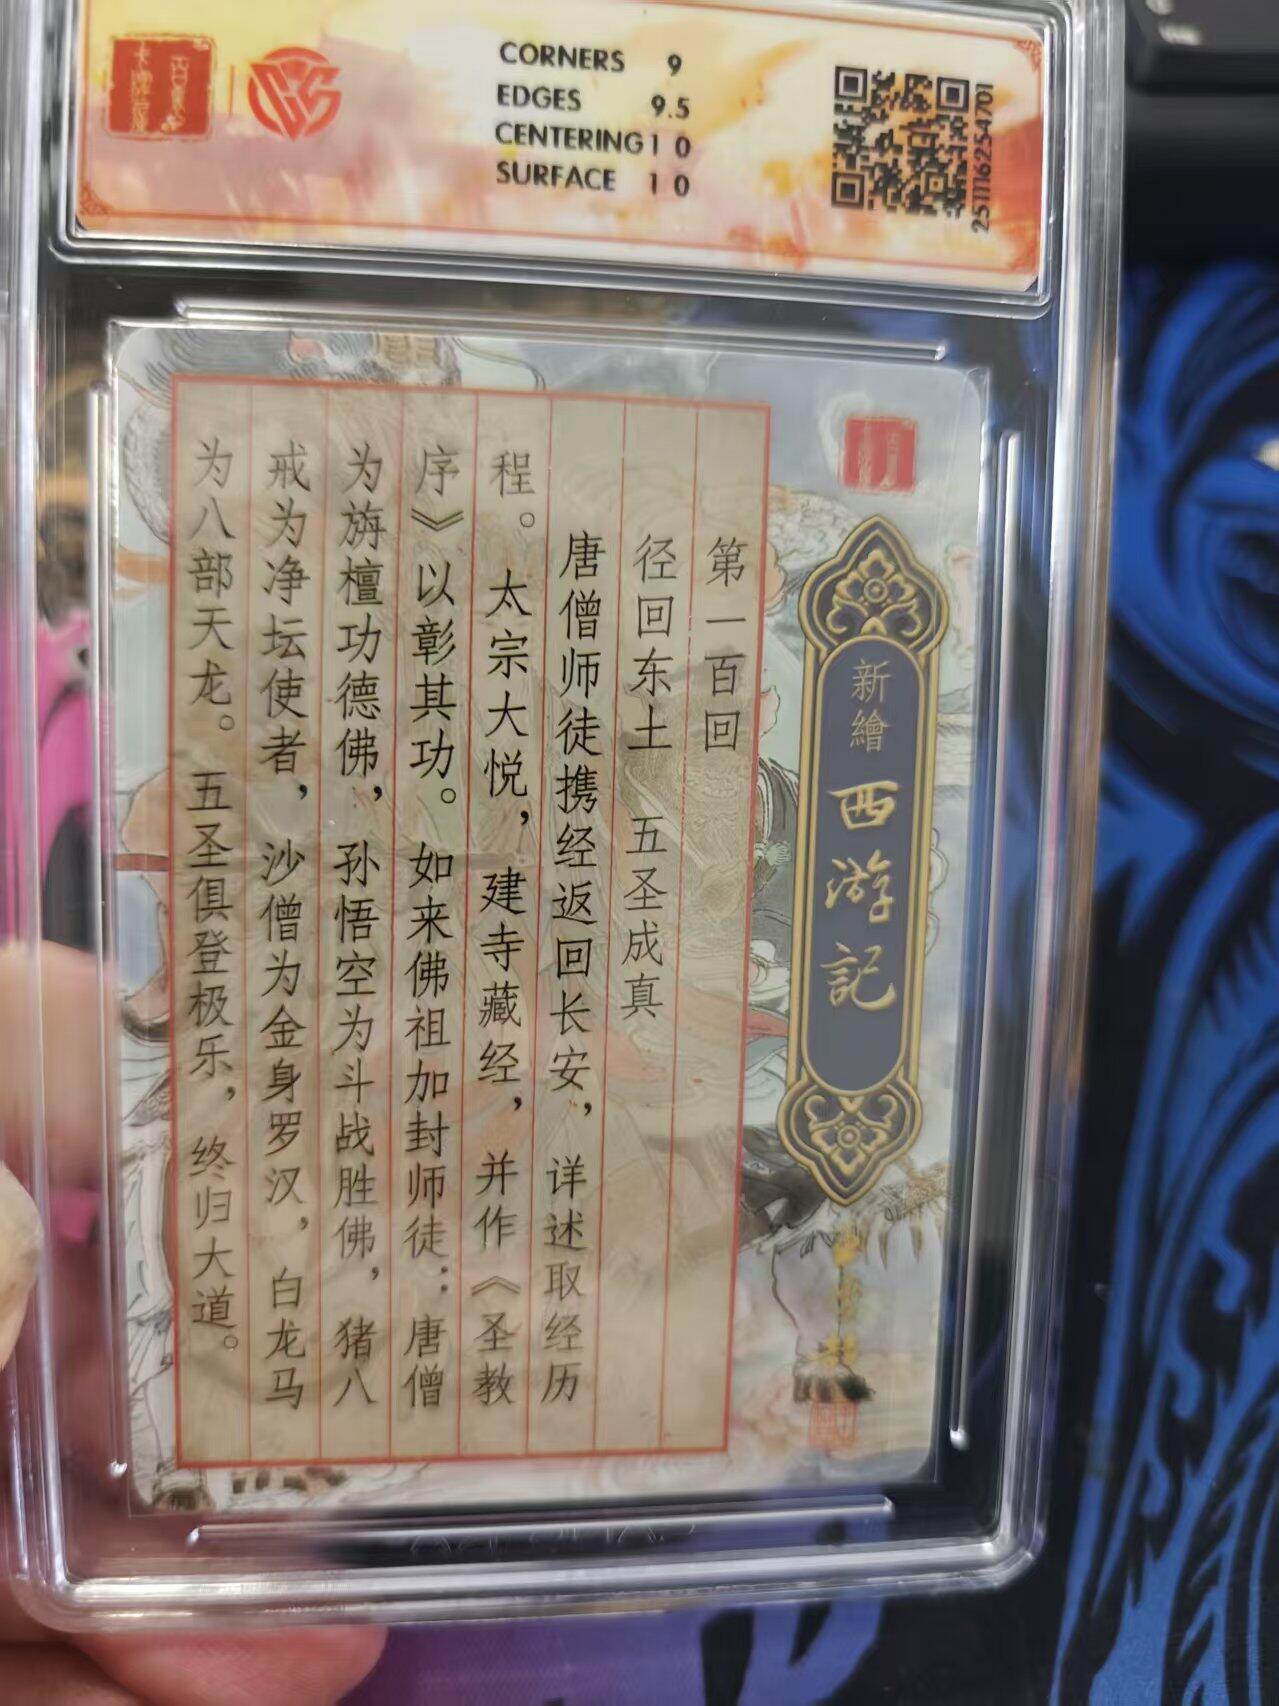 CORNERS 9
EDGES 9.5
CENTERING 10
SURFACE 10
251116254701
新繪西游記
第一百回
径回东土 五圣成真
唐僧师徒携经返回长安，详述取经历
程。太宗大悦，建寺藏经，并作《圣教
序》以彰其功。如来佛祖加封师徒：唐僧
为旃檀功德佛，孙悟空为斗战胜佛，猪八
戒为净坛使者，沙僧为金身罗汉，白龙马
为八部天龙。五圣俱登极乐，终归大道。